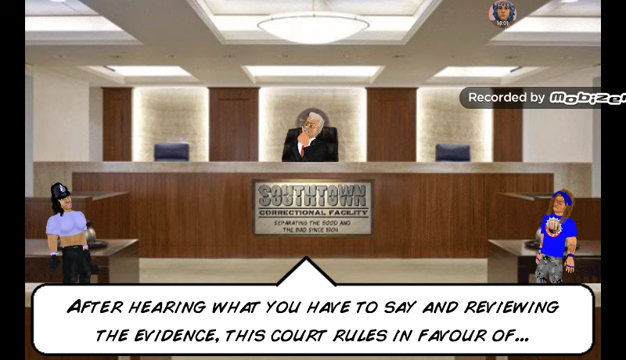 Recorded by mobizen
SOUTHTOWN
CORRECTIONAL FACILITY
SEPARATING THE GOOD AND
THE BAD SINCE 1904
AFTER HEARING WHAT YOU HAVE TO SAY AND REVIEWING
THE EVIDENCE, THIS COURT RULES IN FAVOUR OF...